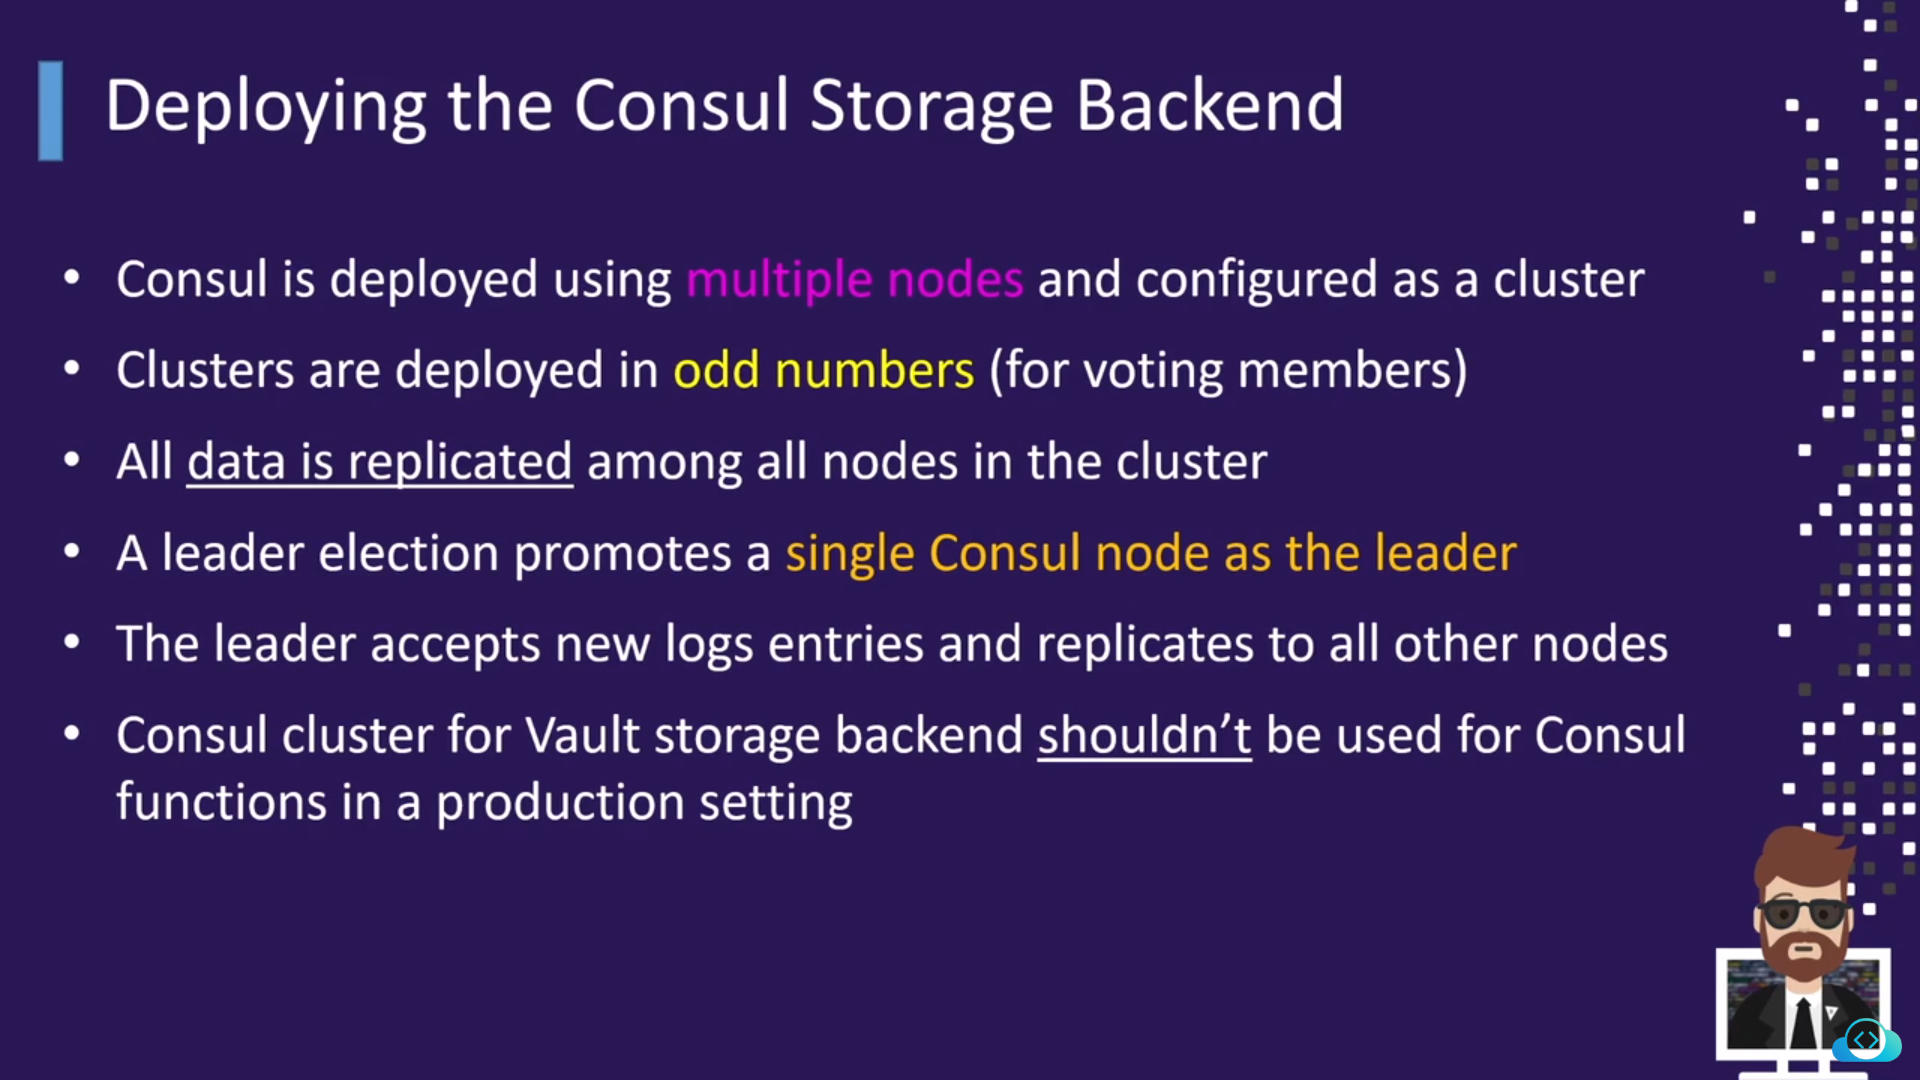 Deploying the Consul Storage Backend
• Consul is deployed using multiple nodes and configured as a cluster
• Clusters are deployed in odd numbers (for voting members)
• All data is replicated among all nodes in the cluster
• A leader election promotes a single Consul node as the leader
• The leader accepts new logs entries and replicates to all other nodes
• Consul cluster for Vault storage backend shouldn’t be used for Consul
functions in a production setting